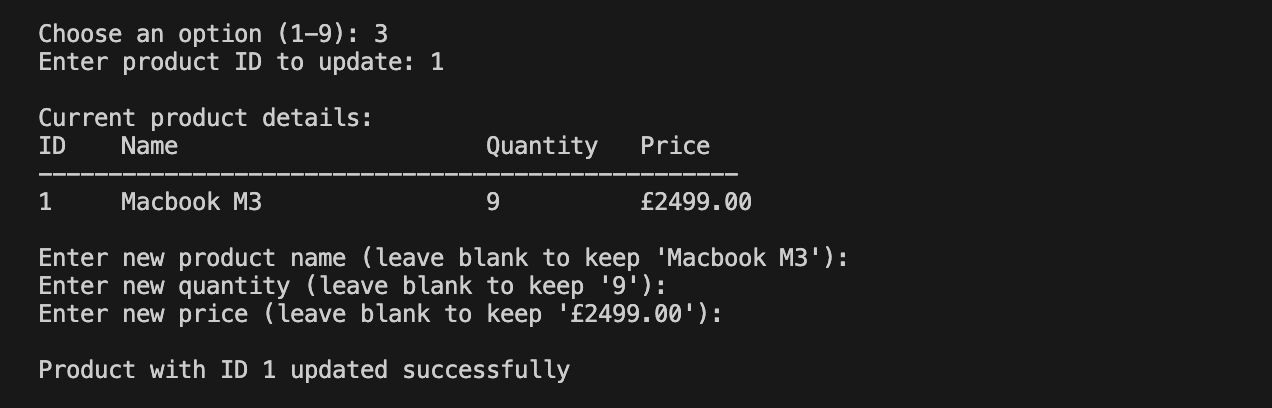 Choose an option (1-9): 3
Enter product ID to update: 1
Current product details:
ID Name Quantity Price
--------------------------------------------------
1 Macbook M3 9 £2499.00
Enter new product name (leave blank to keep 'Macbook M3'):
Enter new quantity (leave blank to keep '9'):
Enter new price (leave blank to keep '£2499.00'):
Product with ID 1 updated successfully